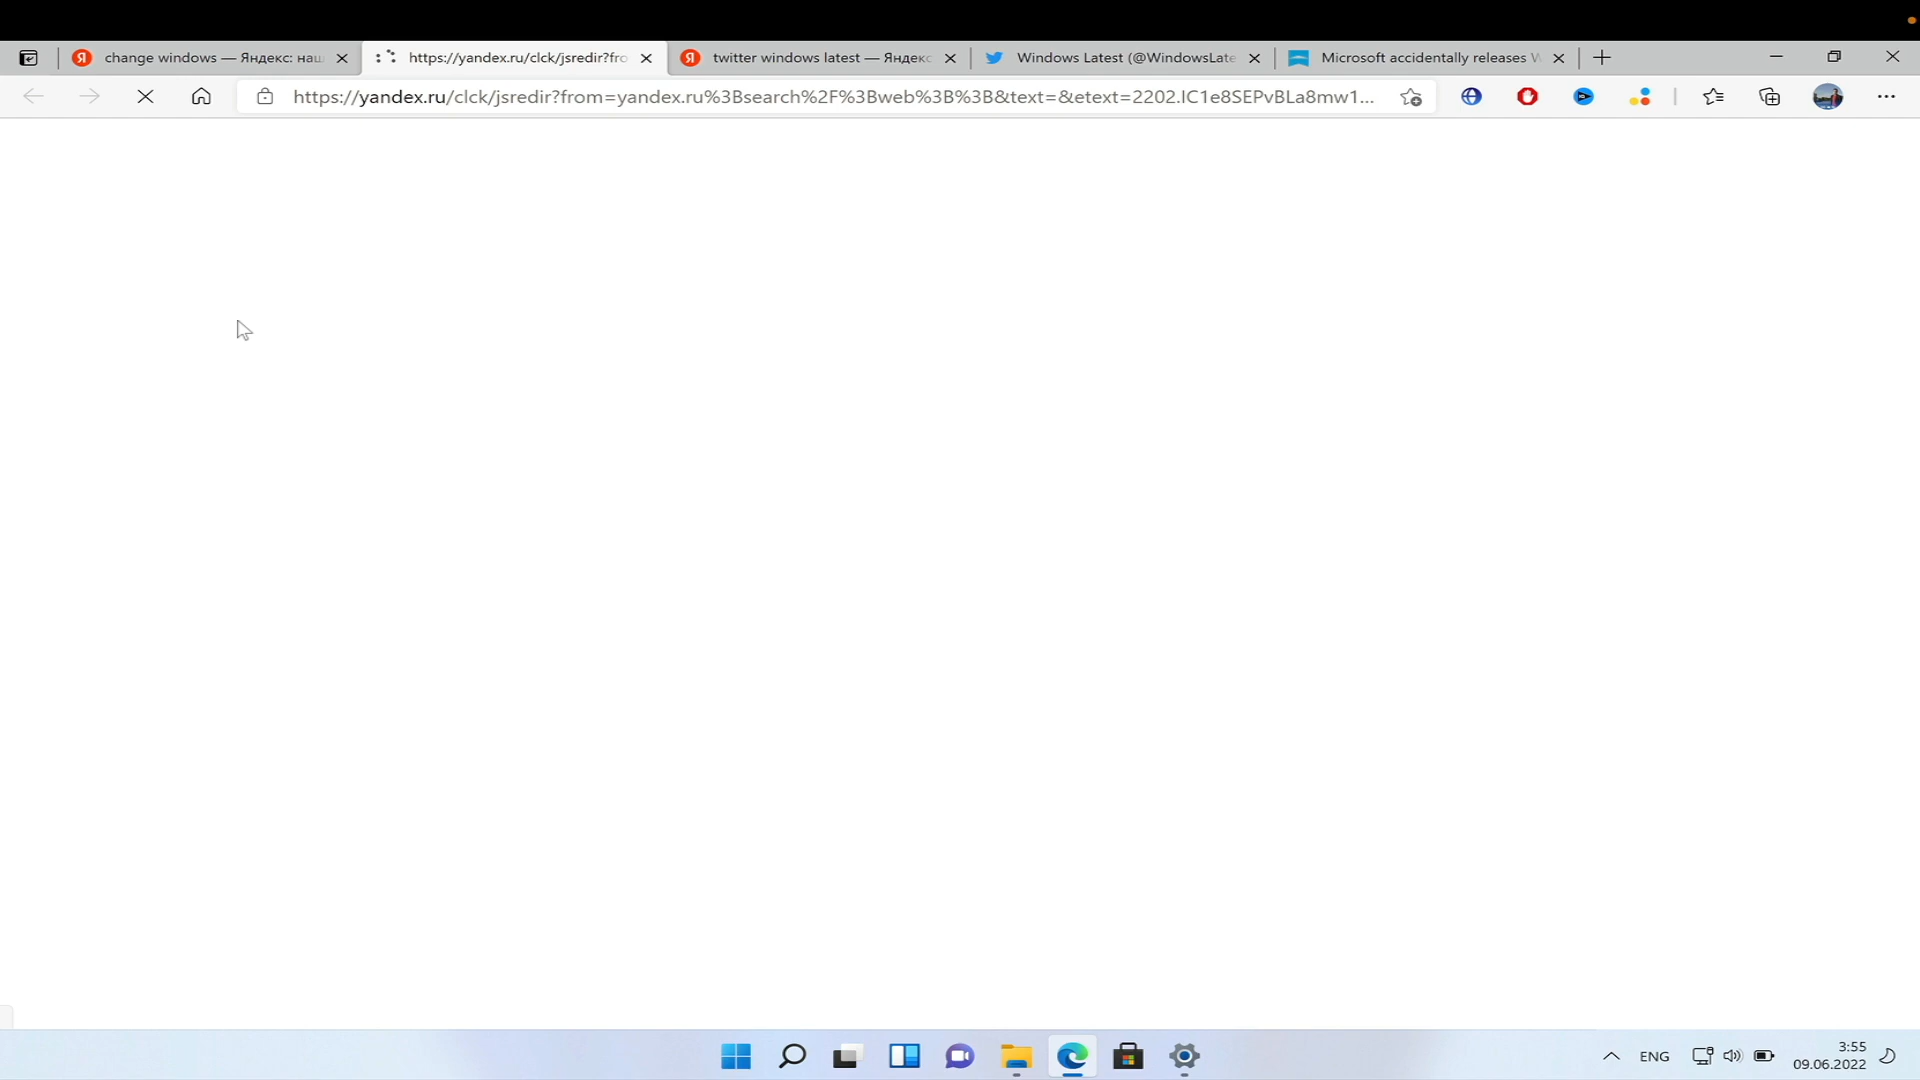 change windows — Яндекс: наш
https://yandex.ru/clck/jsredir?fro
twitter windows latest — Яндекс
Windows Latest (@WindowsLate
Microsoft accidentally releases W
https://yandex.ru/clck/jsredir?from=yandex.ru%3Bsearch%2F%3Bweb%3B%3B&text=&etext=2202.IC1e8SEPvBLa8mw1...
ENG
3:55
09.06.2022